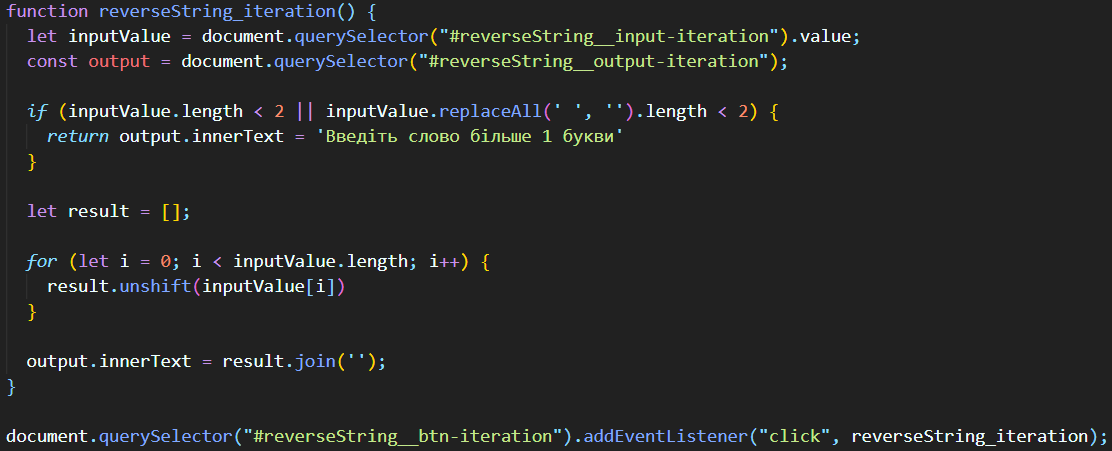 function reverseString_iteration() {
  let inputValue = document.querySelector("#reverseString__input-iteration").value;
  const output = document.querySelector("#reverseString__output-iteration");

  if (inputValue.length < 2 || inputValue.replaceAll(' ', '').length < 2) {
    return output.innerText = 'Введіть слово більше 1 букви'
  }

  let result = [];

  for (let i = 0; i < inputValue.length; i++) {
    result.unshift(inputValue[i])
  }

  output.innerText = result.join('');
}

document.querySelector("#reverseString__btn-iteration").addEventListener("click", reverseString_iteration);